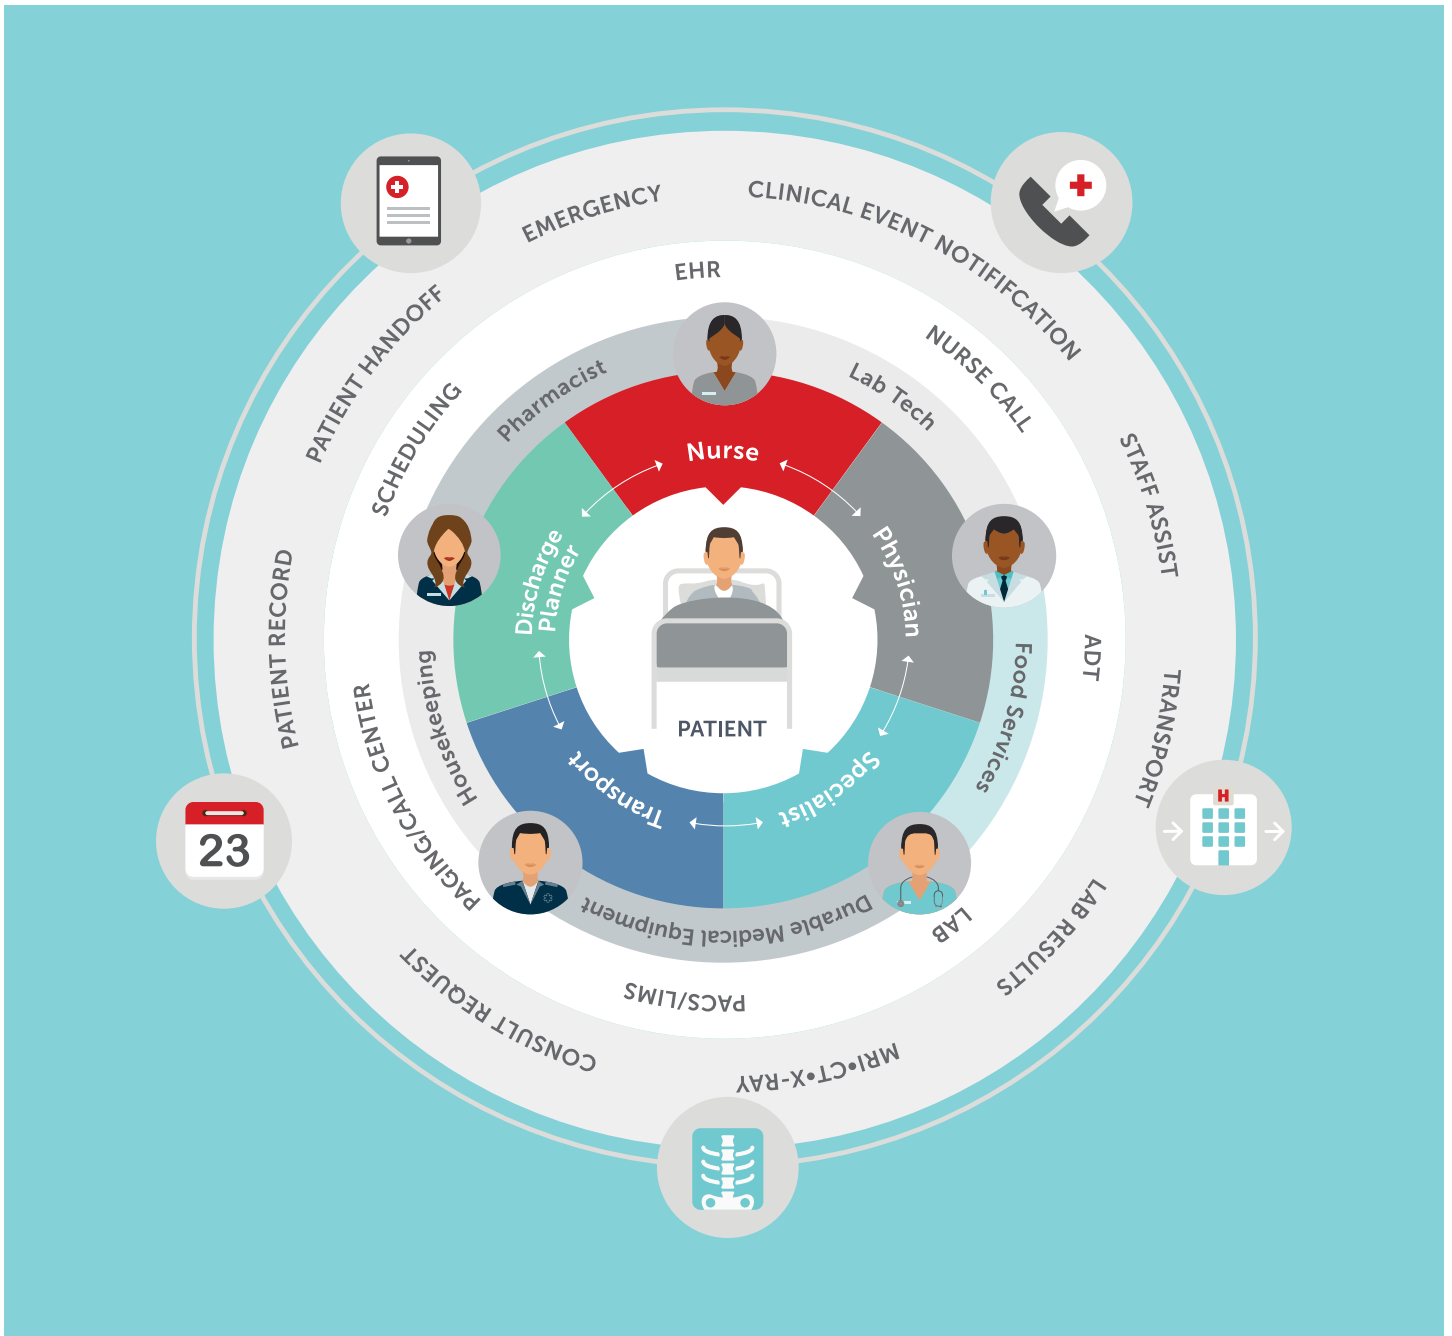 EMERGENCY
CLINICAL EVENT NOTIFIFCATION
STAFF ASSIST
TRANSPORT
LAB RESULTS
MRI•CT•X-RAY
CONSULT REQUEST
PATIENT RECORD
PATIENT HANDOFF
EHR
NURSE CALL
ADT
LAB
PACS/LIMS
PAGING/CALL CENTER
SCHEDULING
Pharmacist
Lab Tech
Food Services
Durable Medical Equipment
Housekeeping
Nurse
Physician
Specialist
Transport
Discharge
Planner
PATIENT
23
H